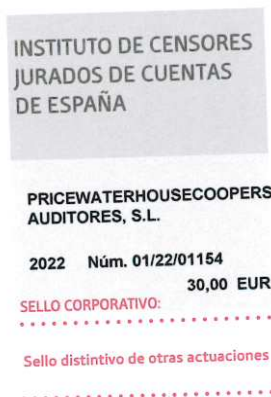 INSTITUTO DE CENSORES
JURADOS DE CUENTAS
DE ESPAÑA
PRICEWATERHOUSECOOPERS
AUDITORES, S.L.
2022 Núm. 01/22/01154
30,00 EUR
SELLO CORPORATIVO:
Sello distintivo de otras actuaciones